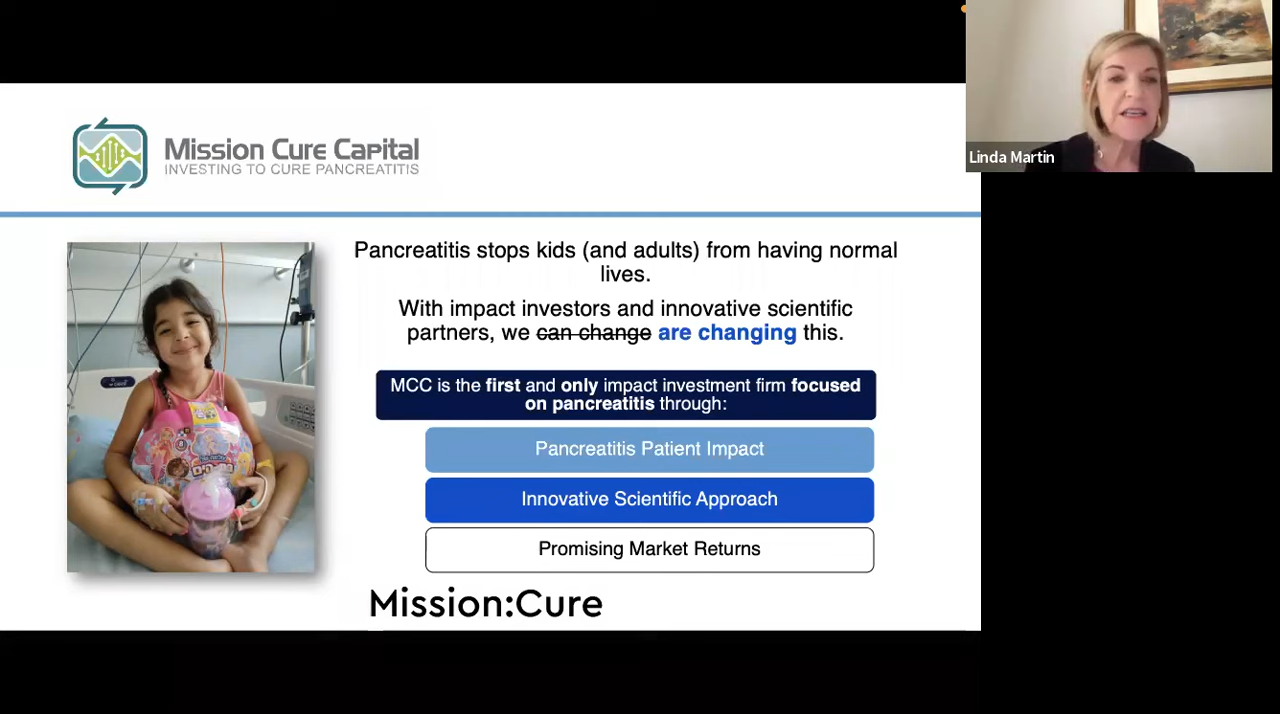 Mission Cure Capital
INVESTING TO CURE PANCREATITIS
Linda Martin
Pancreatitis stops kids (and adults) from having normal
lives.
With impact investors and innovative scientific
partners, we can change are changing this.
MCC is the first and only impact investment firm focused
on pancreatitis through:
Pancreatitis Patient Impact
Innovative Scientific Approach
Promising Market Returns
Mission:Cure